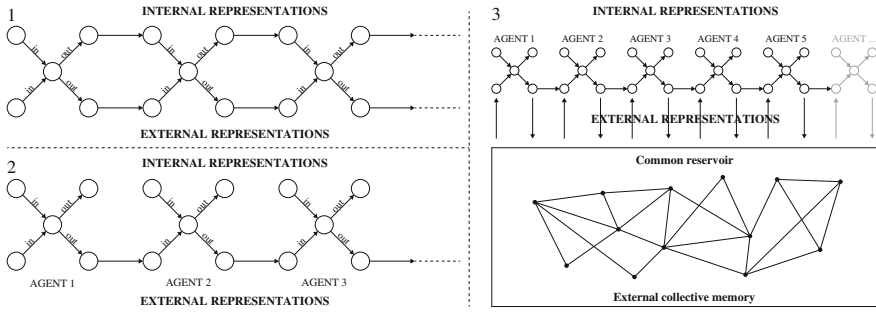 1
INTERNAL REPRESENTATIONS
in out in out in out
in out in out in out
EXTERNAL REPRESENTATIONS
2
INTERNAL REPRESENTATIONS
in out in out in out
in out in out in out
AGENT 1 AGENT 2 AGENT 3
EXTERNAL REPRESENTATIONS
3
INTERNAL REPRESENTATIONS
AGENT 1 AGENT 2 AGENT 3 AGENT 4 AGENT 5 AGENT ...
EXTERNAL REPRESENTATIONS
Common reservoir
External collective memory